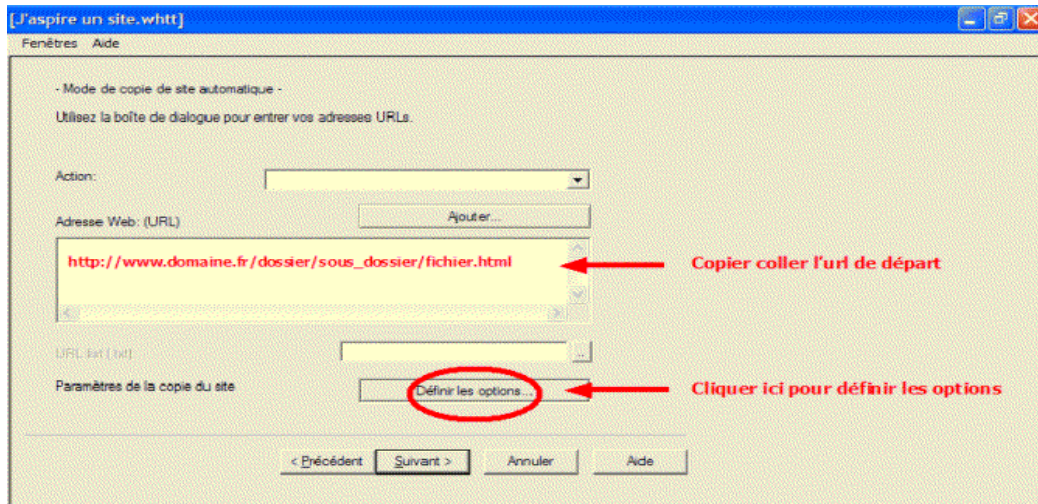 [J'aspire un site.whtt]
Fenêtres Aide
- Mode de copie de site automatique -
Utilisez la boîte de dialogue pour entrer vos adresses URLs.
Action:
Adresse Web: (URL)
Ajouter...
http://www.domaine.fr/dossier/sous_dossier/fichier.html
Copier coller l'url de départ
URL list (.txt)
..
Paramètres de la copie du site
Définir les options...
Cliquer ici pour définir les options
< Précédent
Suivant >
Annuler
Aide